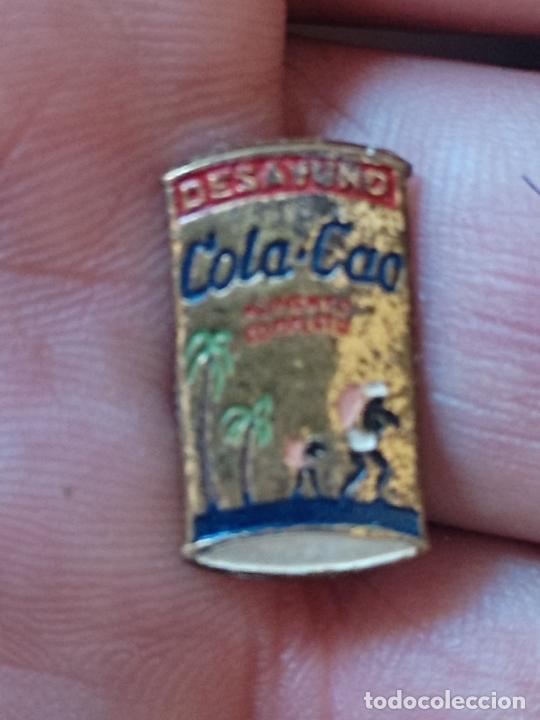 DESAYUNO
Cola·Cao
ALIMENTO
COMPLETO
todocoleccion